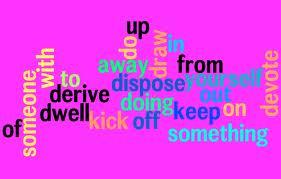 up
do
draw
in
with
away
from
to
dispose
yourself
someone
derive
out
devote
doing
dwell
keep
on
of
kick
off
something